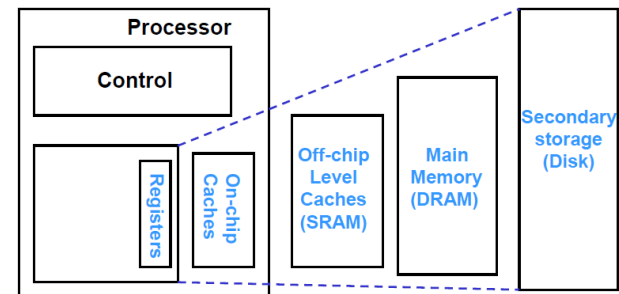 Processor
Control
Registers
On-chip
Caches
Off-chip
Level
Caches
(SRAM)
Main
Memory
(DRAM)
Secondary
storage
(Disk)